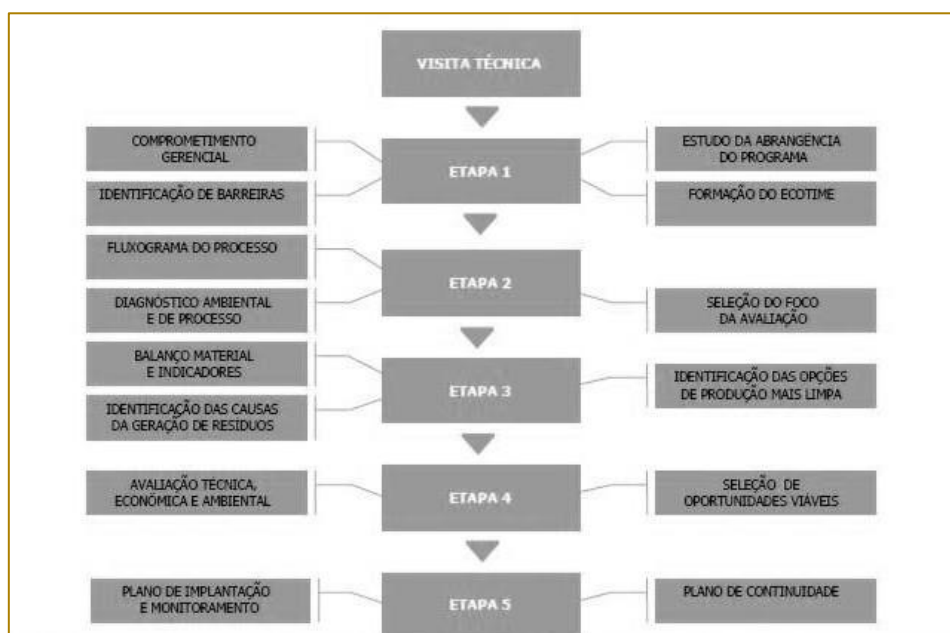 VISITA TÉCNICA
COMPROMETIMENTO
GERENCIAL
ETAPA 1
ESTUDO DA ABRANGÊNCIA
DO PROGRAMA
IDENTIFICAÇÃO DE BARREIRAS
FORMAÇÃO DO ECOTIME
FLUXOGRAMA DO PROCESSO
ETAPA 2
DIAGNÓSTICO AMBIENTAL
E DE PROCESSO
SELEÇÃO DO FOCO
DA AVALIAÇÃO
BALANÇO MATERIAL
E INDICADORES
ETAPA 3
IDENTIFICAÇÃO DAS OPÇÕES
DE PRODUÇÃO MAIS LIMPA
IDENTIFICAÇÃO DAS CAUSAS
DA GERAÇÃO DE RESÍDUOS
AVALIAÇÃO TÉCNICA,
ECONÔMICA E AMBIENTAL
ETAPA 4
SELEÇÃO DE
OPORTUNIDADES VIÁVEIS
PLANO DE IMPLANTAÇÃO
E MONITORAMENTO
ETAPA 5
PLANO DE CONTINUIDADE